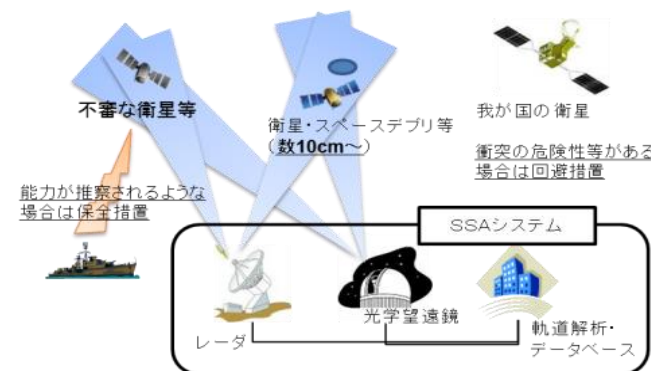 不審な衛星等
衛星・スペースデブリ等
(数10cm~)
我が国の衛星
衝突の危険性等がある
場合は回避措置
能力が推察されるような
場合は保全措置
SSAシステム
レーダ
光学望遠鏡
軌道解析・
データベース